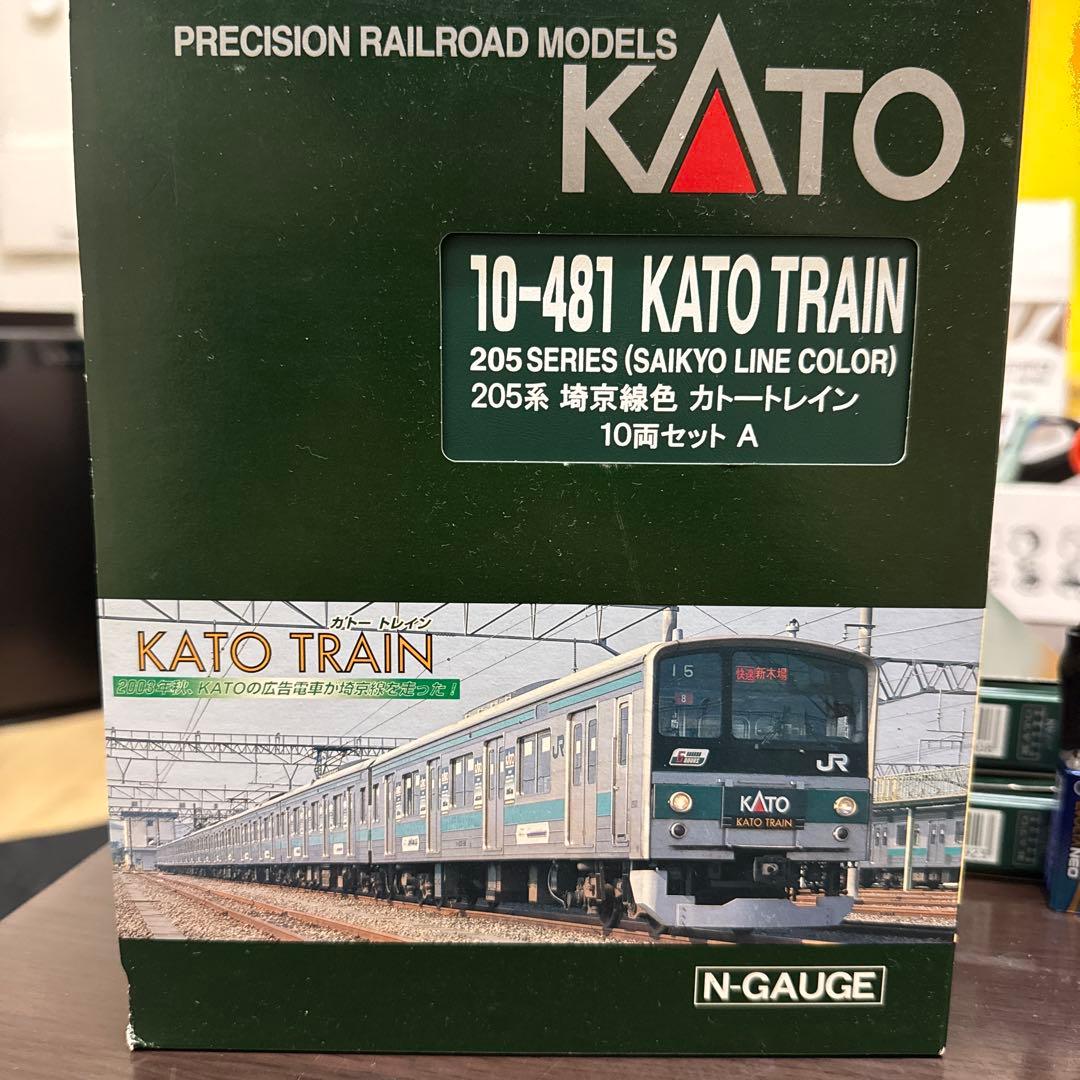 PRECISION RAILROAD MODELS
KATO
10-481 KATO TRAIN
205 SERIES (SAIKYO LINE COLOR)
205系 埼京線色 カトートレイン
10両セット A
カトー トレイン
KATO TRAIN
2003年秋、KATOの広告電車が埼京線を走った!
15
快速 新木場
8
JR
JR
KATO
KATO TRAIN
N-GAUGE